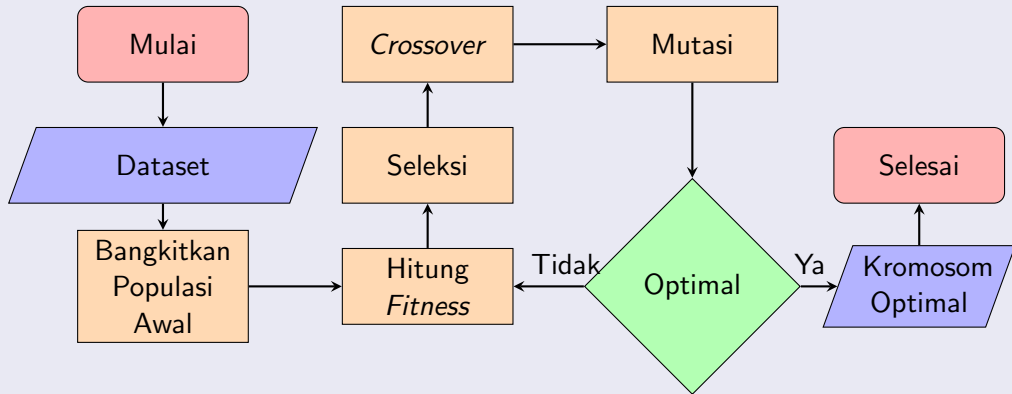 Mulai
Dataset
Bangkitkan
Populasi
Awal
Hitung
Fitness
Seleksi
Crossover
Mutasi
Optimal
Tidak
Ya
Kromosom
Optimal
Selesai